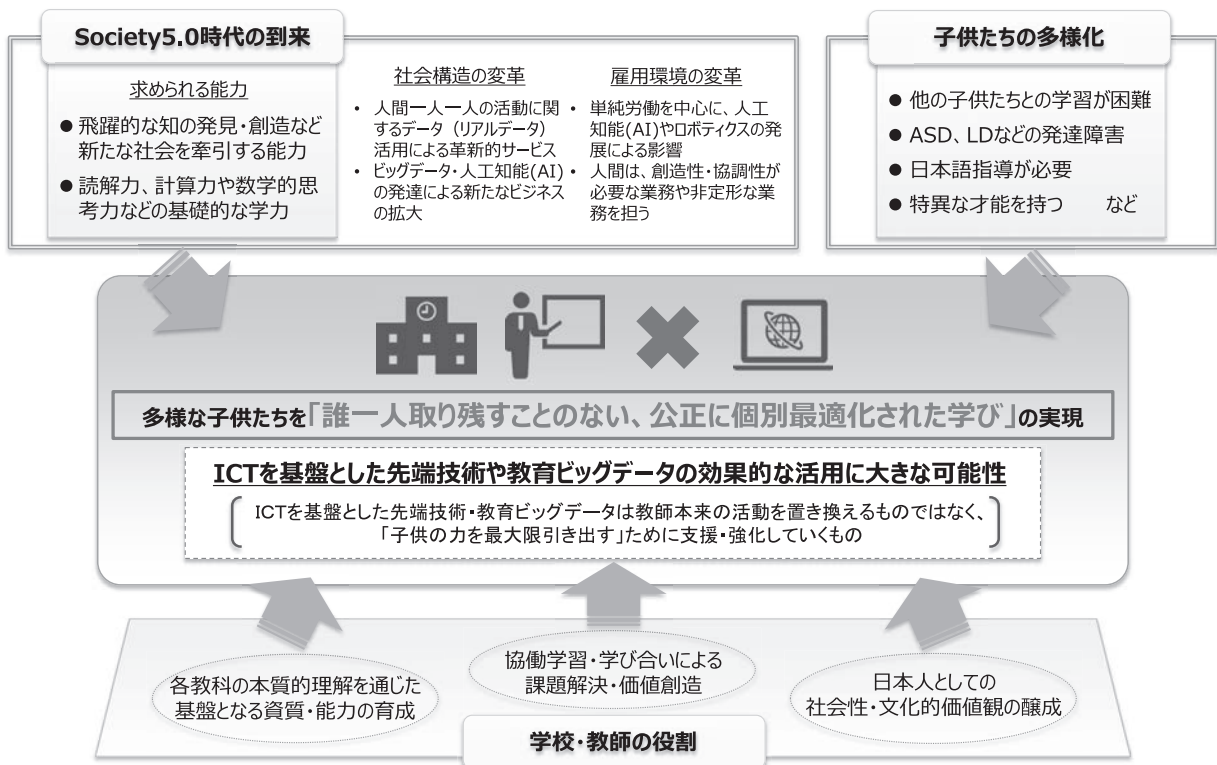 Society5.0時代の到来
求められる能力
● 飛躍的な知の発見・創造など
新たな社会を牽引する能力
● 読解力、計算力や数学的思
考力などの基礎的な学力
社会構造の変革
• 人間一人一人の活動に関
するデータ（リアルデータ）
活用による革新的サービス
• ビッグデータ・人工知能(AI)
の発達による新たなビジネス
の拡大
雇用環境の変革
• 単純労働を中心に、人工
知能(AI)やロボティクスの発
展による影響
• 人間は、創造性・協調性が
必要な業務や非定形な業
務を担う
子供たちの多様化
● 他の子供たちとの学習が困難
● ASD、LDなどの発達障害
● 日本語指導が必要
● 特異な才能を持つ　　など
多様な子供たちを「誰一人取り残すことのない、公正に個別最適化された学び」の実現
ICTを基盤とした先端技術や教育ビッグデータの効果的な活用に大きな可能性
ICTを基盤とした先端技術・教育ビッグデータは教師本来の活動を置き換えるものではなく、
「子供の力を最大限引き出す」ために支援・強化していくもの
各教科の本質的理解を通じた
基盤となる資質・能力の育成
協働学習・学び合いによる
課題解決・価値創造
日本人としての
社会性・文化的価値観の醸成
学校・教師の役割